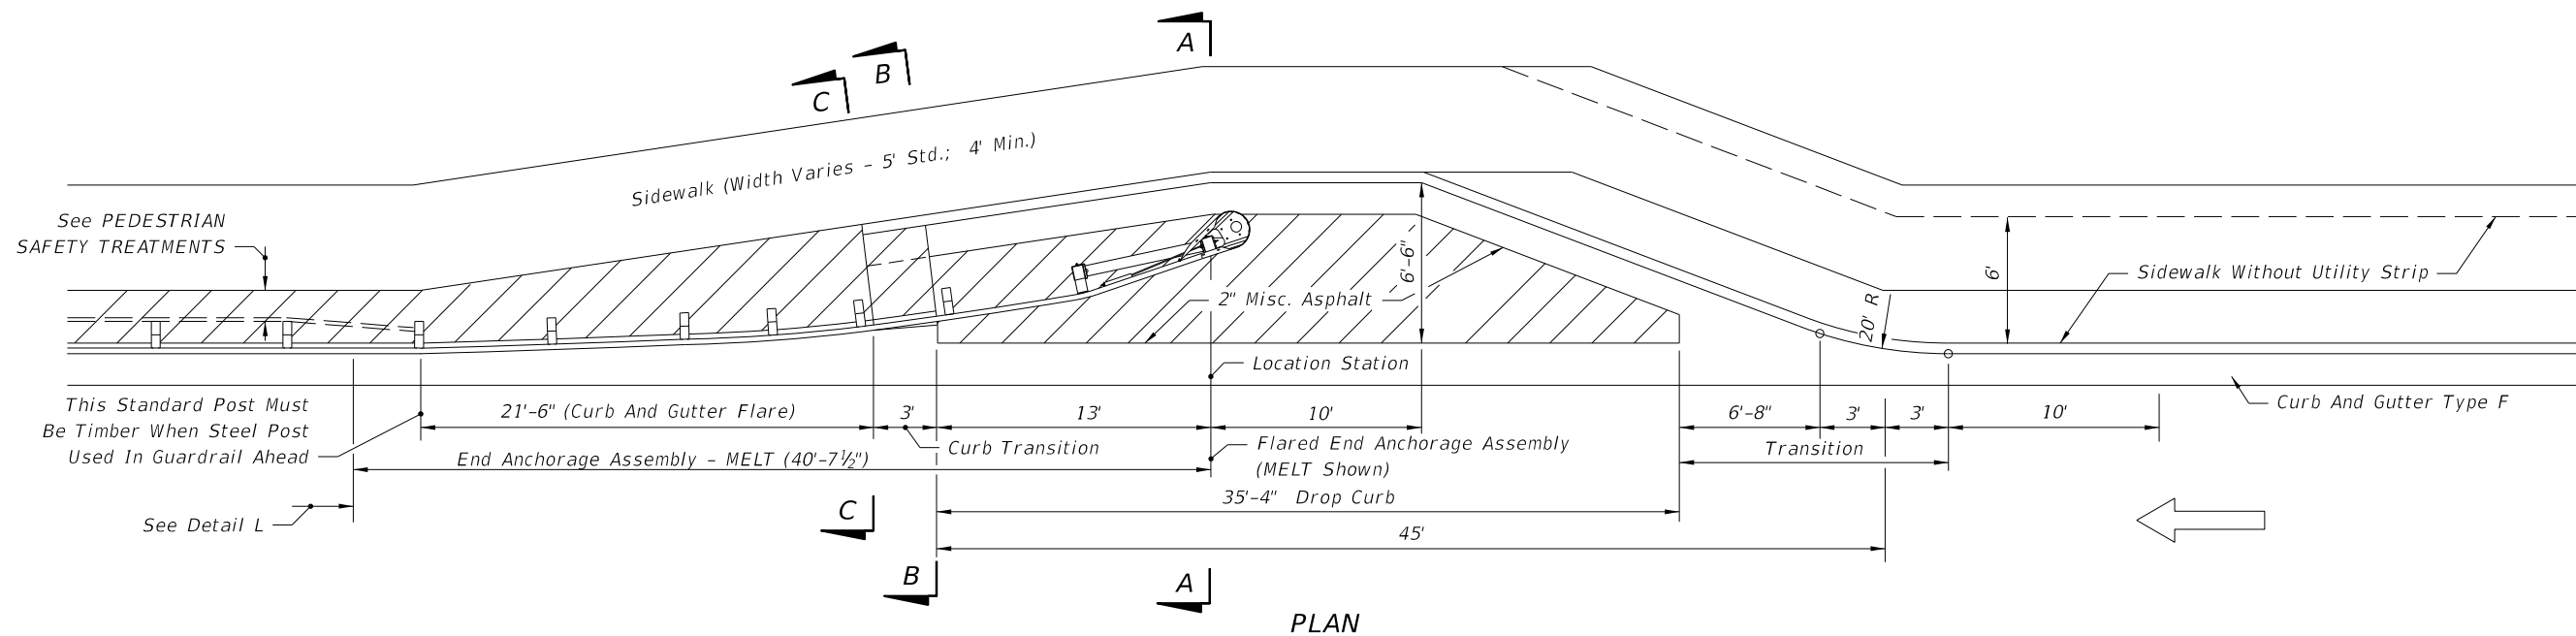 A
B
C
Sidewalk (Width Varies – 5' Std.; 4' Min.)
See PEDESTRIAN
SAFETY TREATMENTS
6'-6"
2" Misc. Asphalt
20' R
6'
Sidewalk Without Utility Strip
Location Station
This Standard Post Must
Be Timber When Steel Post
Used In Guardrail Ahead
21'-6" (Curb And Gutter Flare)
3'
13'
10'
6'-8"
3'
3'
10'
Curb And Gutter Type F
Curb Transition
Flared End Anchorage Assembly
(MELT Shown)
Transition
End Anchorage Assembly – MELT (40'-7½")
35'-4" Drop Curb
See Detail L
C
45'
B
A
PLAN